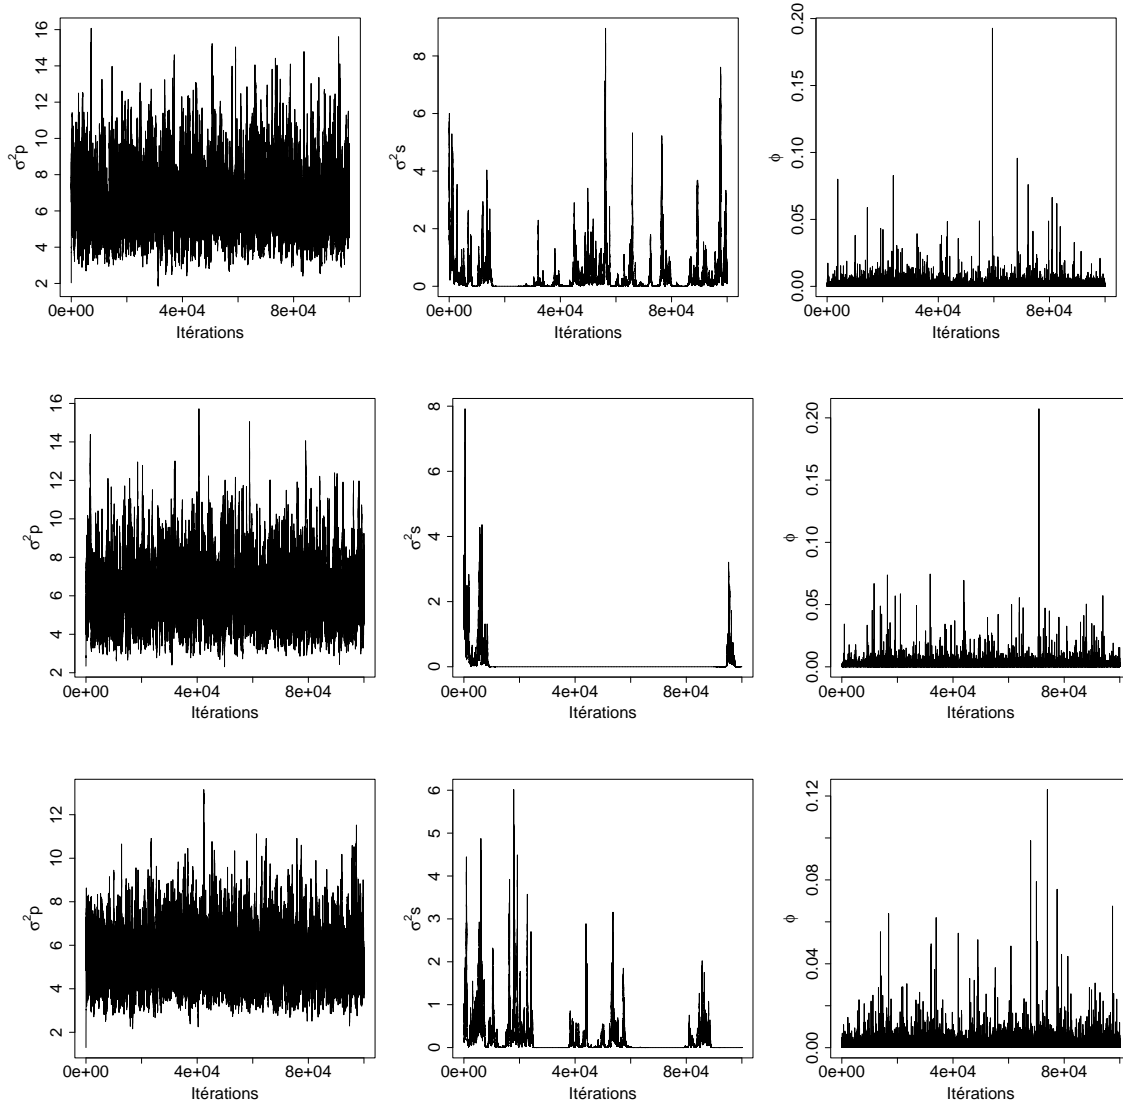 σ²p
2 4 6 8 10 12 14 16
0e+00 4e+04 8e+04
Itérations
σ²s
0 2 4 6 8
0e+00 4e+04 8e+04
Itérations
ϕ
0.00 0.05 0.10 0.15 0.20
0e+00 4e+04 8e+04
Itérations
σ²p
2 4 6 8 10 12 14 16
0e+00 4e+04 8e+04
Itérations
σ²s
0 2 4 6 8
0e+00 4e+04 8e+04
Itérations
ϕ
0.00 0.05 0.10 0.15 0.20
0e+00 4e+04 8e+04
Itérations
σ²p
2 4 6 8 10 12
0e+00 4e+04 8e+04
Itérations
σ²s
0 1 2 3 4 5 6
0e+00 4e+04 8e+04
Itérations
ϕ
0.00 0.04 0.08 0.12
0e+00 4e+04 8e+04
Itérations